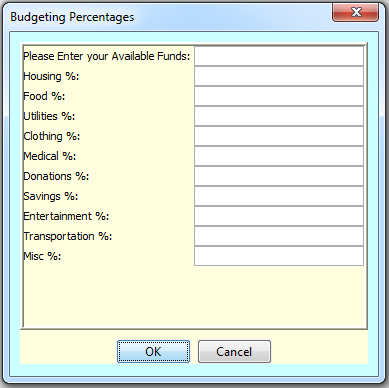 Budgeting Percentages
Please Enter your Available Funds:
Housing %:
Food %:
Utilities %:
Clothing %:
Medical %:
Donations %:
Savings %:
Entertainment %:
Transportation %:
Misc %:
OK Cancel